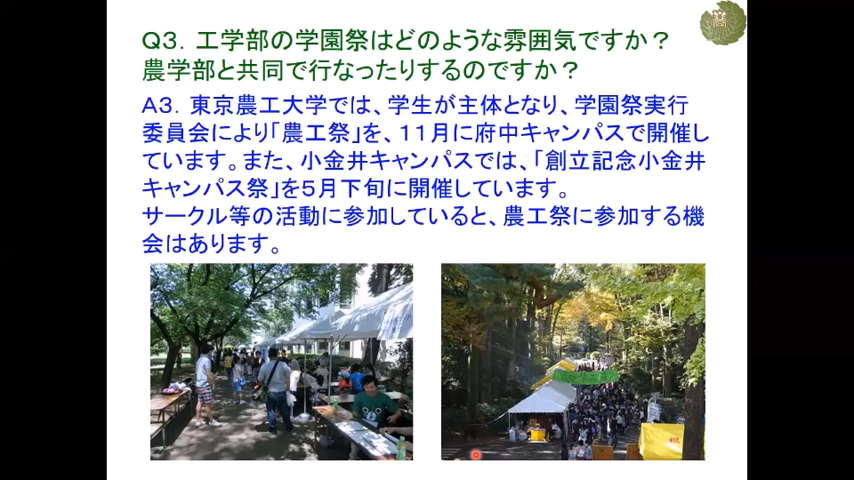 Q3．工学部の学園祭はどのような雰囲気ですか？
農学部と共同で行なったりするのですか？
A3．東京農工大学では、学生が主体となり、学園祭実行
委員会により「農工祭」を、11月に府中キャンパスで開催し
ています。また、小金井キャンパスでは、「創立記念小金井
キャンパス祭」を5月下旬に開催しています。
サークル等の活動に参加していると、農工祭に参加する機
会はあります。